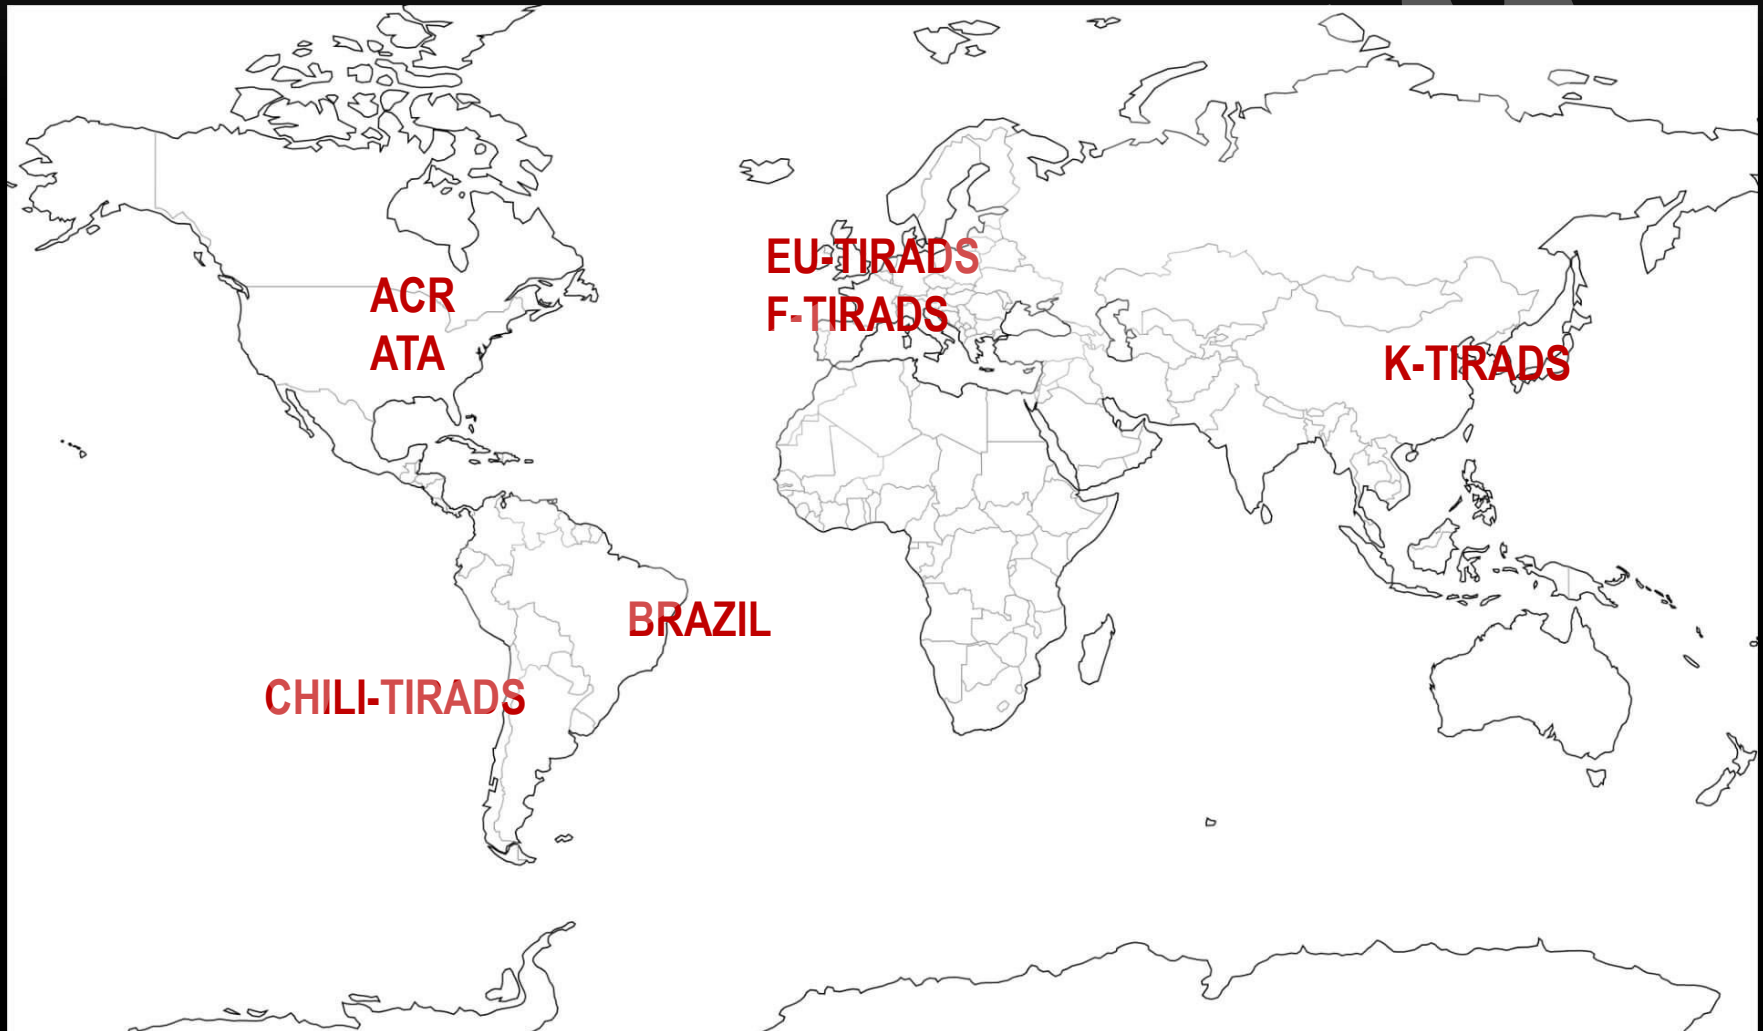 EU-TIRADS
F-TIRADS
ACR
ATA
K-TIRADS
BRAZIL
CHILI-TIRADS